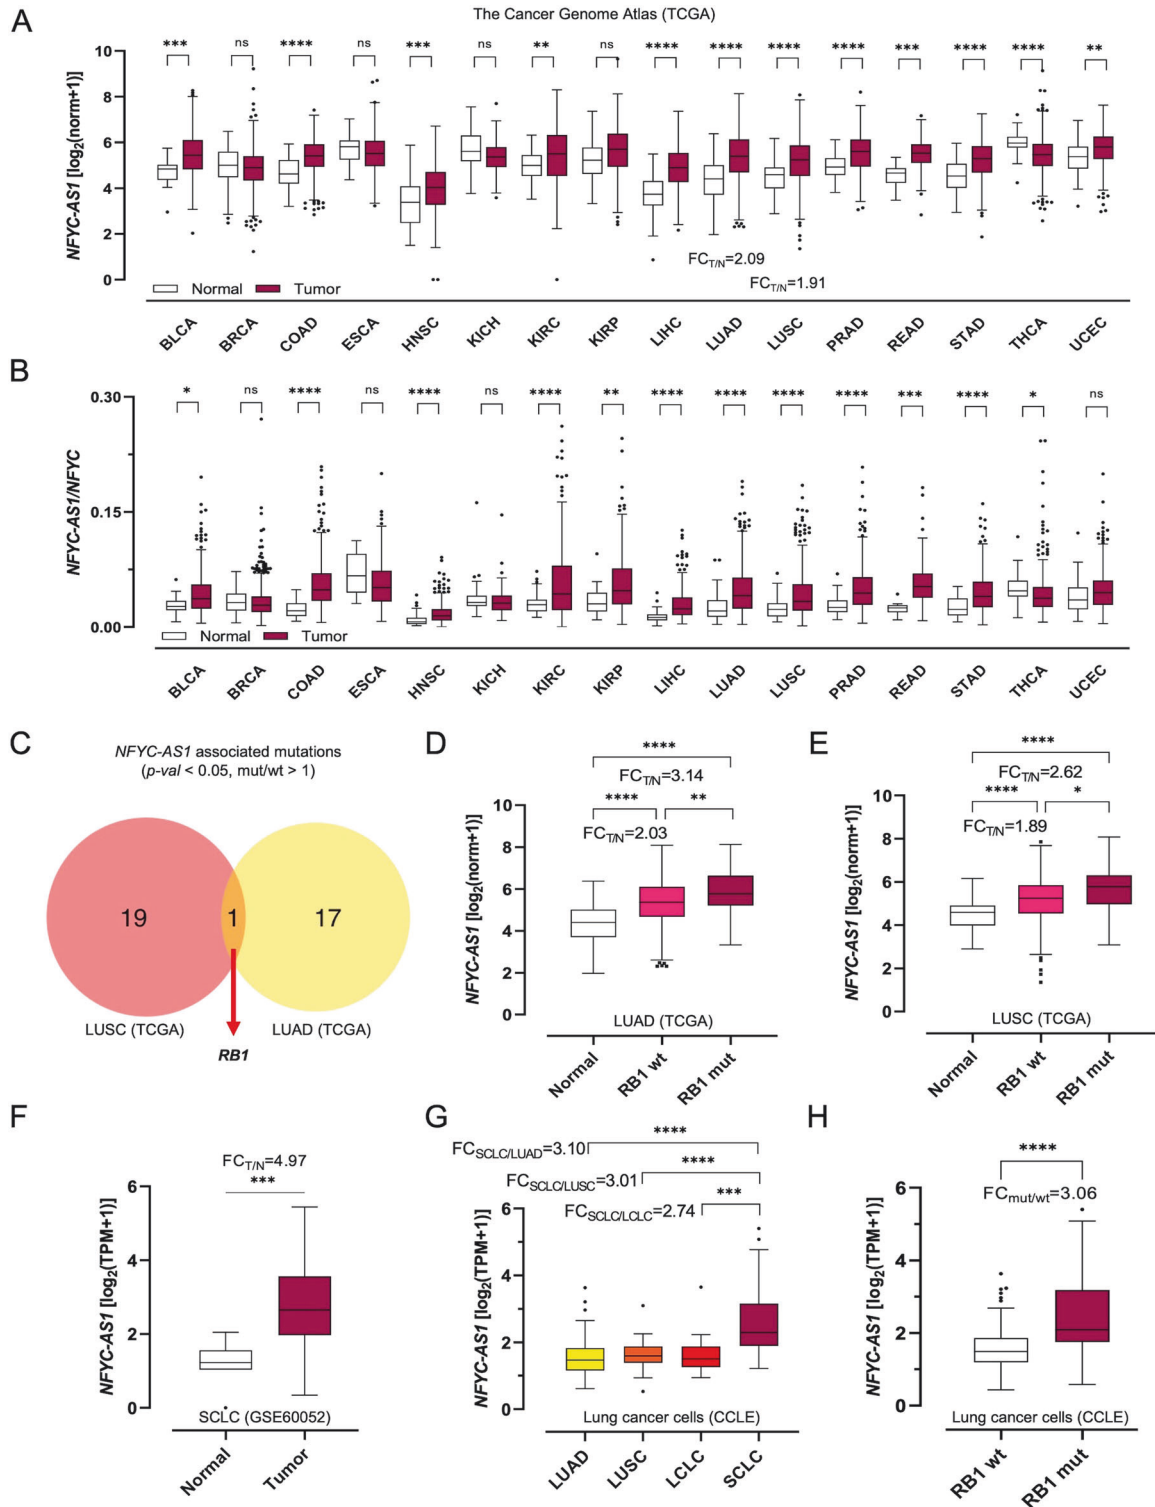 A
The Cancer Genome Atlas (TCGA)
*** ns **** ns *** ns ** ns **** **** **** **** *** **** **** **
NFYC-AS1 [log2(norm+1)]
10
8
6
4
2
0
FCT/N=2.09
FCT/N=1.91
Normal Tumor
BLCA BRCA COAD ESCA HNSC KICH KIRC KIRP LIHC LUAD LUSC PRAD READ STAD THCA UCEC
B
* ns **** ns **** ns **** ** **** **** **** **** *** **** * ns
NFYC-AS1/NFYC
0.30
0.15
0.00
Normal Tumor
BLCA BRCA COAD ESCA HNSC KICH KIRC KIRP LIHC LUAD LUSC PRAD READ STAD THCA UCEC
C
NFYC-AS1 associated mutations
(p-val < 0.05, mut/wt > 1)
19 1 17
LUSC (TCGA) LUAD (TCGA)
RB1
D
****
FCT/N=3.14
**** **
FCT/N=2.03
NFYC-AS1 [log2(norm+1)]
10
8
6
4
2
0
LUAD (TCGA)
Normal RB1 wt RB1 mut
E
****
FCT/N=2.62
**** *
FCT/N=1.89
NFYC-AS1 [log2(norm+1)]
10
8
6
4
2
0
LUSC (TCGA)
Normal RB1 wt RB1 mut
F
FCT/N=4.97
***
NFYC-AS1 [log2(TPM+1)]
6
4
2
0
SCLC (GSE60052)
Normal Tumor
G
****
FCSCLC/LUAD=3.10
****
FCSCLC/LUSC=3.01
***
FCSCLC/LCLC=2.74
NFYC-AS1 [log2(TPM+1)]
6
4
2
0
Lung cancer cells (CCLE)
LUAD LUSC LCLC SCLC
H
****
FCmut/wt=3.06
NFYC-AS1 [log2(TPM+1)]
6
4
2
0
Lung cancer cells (CCLE)
RB1 wt RB1 mut